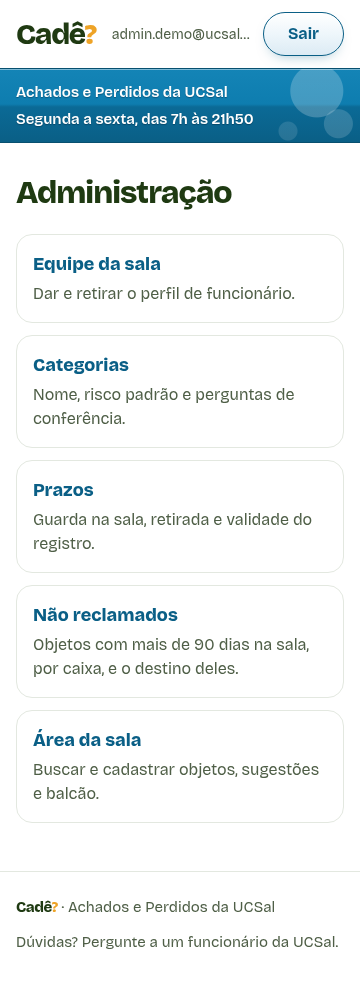 Cadê? admin.demo@ucsal... Sair
Achados e Perdidos da UCSal
Segunda a sexta, das 7h às 21h50
Administração
Equipe da sala
Dar e retirar o perfil de funcionário.
Categorias
Nome, risco padrão e perguntas de
conferência.
Prazos
Guarda na sala, retirada e validade do
registro.
Não reclamados
Objetos com mais de 90 dias na sala,
por caixa, e o destino deles.
Área da sala
Buscar e cadastrar objetos, sugestões
e balcão.
Cadê? · Achados e Perdidos da UCSal
Dúvidas? Pergunte a um funcionário da UCSal.